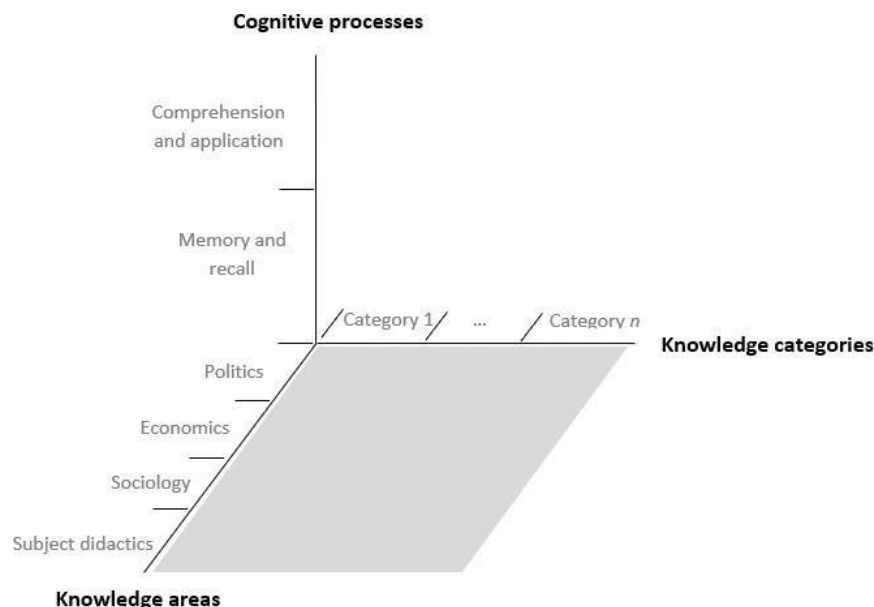 Cognitive processes
Comprehension
and application
Memory and
recall
Category 1
...
Category n
Knowledge categories
Politics
Economics
Sociology
Subject didactics
Knowledge areas